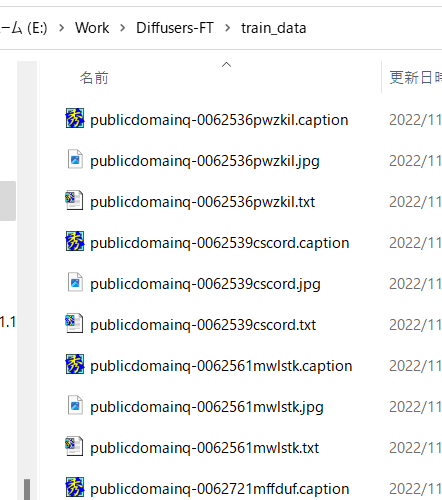 ーム (E:) > Work > Diffusers-FT > train_data
名前 更新日時
publicdomainq-0062536pwzkil.caption 2022/11
publicdomainq-0062536pwzkil.jpg 2022/11
publicdomainq-0062536pwzkil.txt 2022/11
publicdomainq-0062539cscord.caption 2022/11
publicdomainq-0062539cscord.jpg 2022/11
1.1
publicdomainq-0062539cscord.txt 2022/11
publicdomainq-0062561mwlstk.caption 2022/11
publicdomainq-0062561mwlstk.jpg 2022/11
publicdomainq-0062561mwlstk.txt 2022/11
publicdomainq-0062721mffduf.caption 2022/11